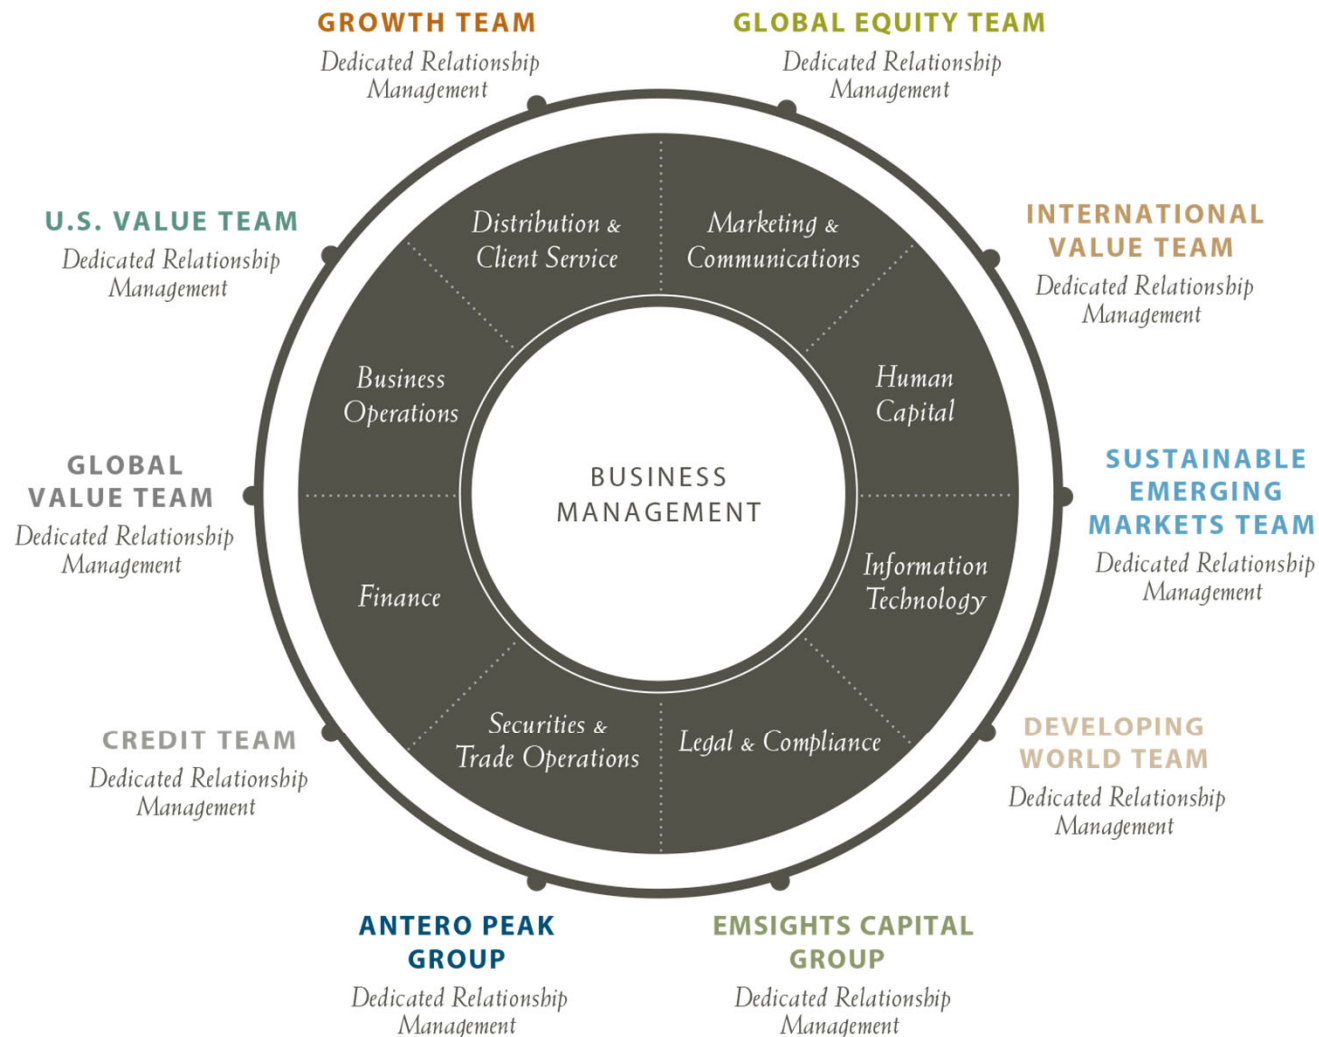 GROWTH TEAM
Dedicated Relationship
Management
GLOBAL EQUITY TEAM
Dedicated Relationship
Management
U.S. VALUE TEAM
Dedicated Relationship
Management
INTERNATIONAL
VALUE TEAM
Dedicated Relationship
Management
Distribution &
Client Service
Marketing &
Communications
Business
Operations
Human
Capital
GLOBAL
VALUE TEAM
Dedicated Relationship
Management
BUSINESS
MANAGEMENT
SUSTAINABLE
EMERGING
MARKETS TEAM
Dedicated Relationship
Management
Finance
Information
Technology
Securities &
Trade Operations
Legal & Compliance
CREDIT TEAM
Dedicated Relationship
Management
DEVELOPING
WORLD TEAM
Dedicated Relationship
Management
ANTERO PEAK
GROUP
Dedicated Relationship
Management
EMSIGHTS CAPITAL
GROUP
Dedicated Relationship
Management